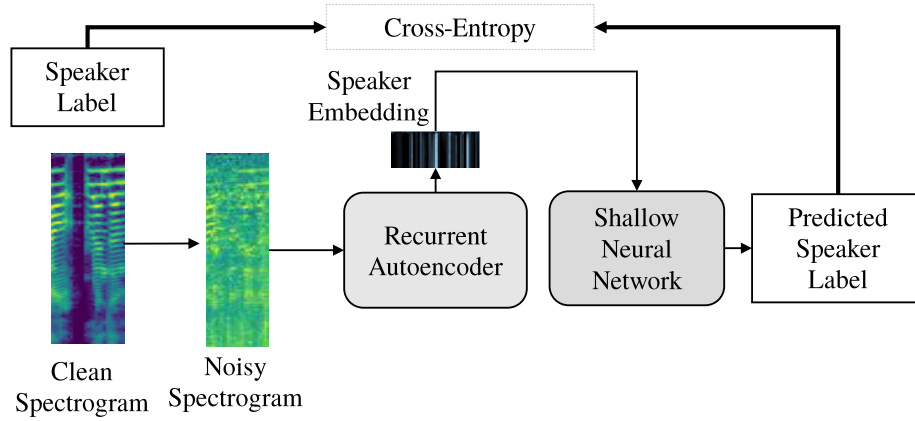 Cross-Entropy
Speaker
Label
Speaker
Embedding
Recurrent
Autoencoder
Shallow
Neural
Network
Predicted
Speaker
Label
Clean
Spectrogram
Noisy
Spectrogram